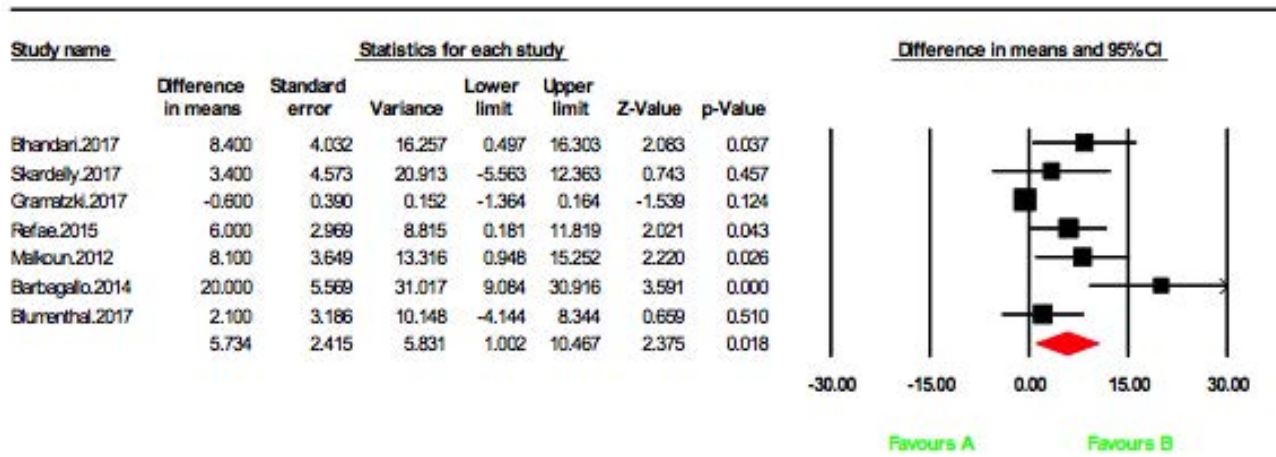 Study name Statistics for each study Difference in means and 95% CI
Difference in means Standard error Variance Lower limit Upper limit Z-Value p-Value
Bhandari.2017 8.400 4.032 16.257 0.497 16.303 2.083 0.037
Skardelly.2017 3.400 4.573 20.913 -5.563 12.363 0.743 0.457
Gramatzki.2017 -0.600 0.390 0.152 -1.364 0.164 -1.539 0.124
Refae.2015 6.000 2.969 8.815 0.181 11.819 2.021 0.043
Malkoun.2012 8.100 3.649 13.316 0.948 15.252 2.220 0.026
Barbagallo.2014 20.000 5.569 31.017 9.084 30.916 3.591 0.000
Blumenthal.2017 2.100 3.186 10.148 -4.144 8.344 0.659 0.510
5.734 2.415 5.831 1.002 10.467 2.375 0.018
-30.00 -15.00 0.00 15.00 30.00
Favours A Favours B